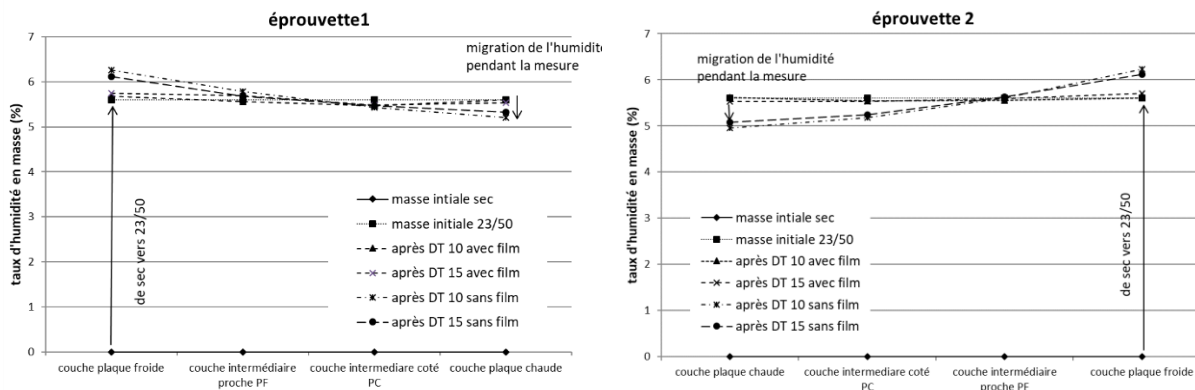 éprouvette1
7
6
5
4
3
2
1
0
taux d'humidité en masse (%)
migration de l'humidité
pendant la mesure
de sec vers 23/50
masse intiale sec
masse initiale 23/50
après DT 10 avec film
après DT 15 avec film
après DT 10 sans film
après DT 15 sans film
couche plaque froide
couche intermédiaire
proche PF
couche intermédiaire coté
PC
couche plaque chaude
éprouvette 2
7
6
5
4
3
2
1
0
taux d'humidité en masse (%)
migration de l'humidité
pendant la mesure
de sec vers 23/50
masse intiale sec
masse initiale 23/50
après DT 10 avec film
après DT 15 avec film
après DT 10 sans film
après DT 15 sans film
couche plaque chaude
couche intermédiaire coté
PC
couche intermédiaire
proche PF
couche plaque froide